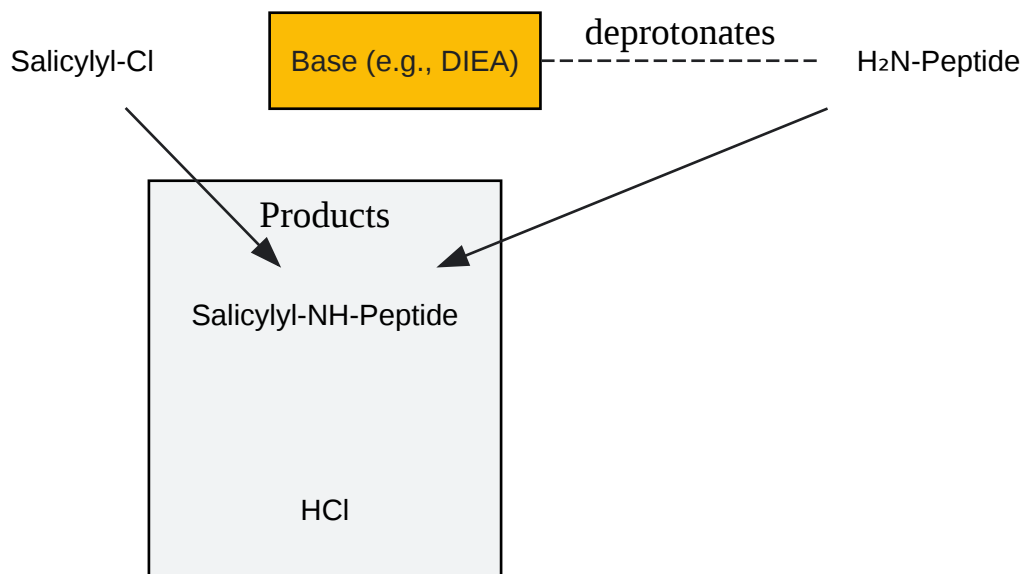 Salicylyl-Cl
Base (e.g., DIEA)
deprotonates
H₂N-Peptide
Products
Salicylyl-NH-Peptide
HCl